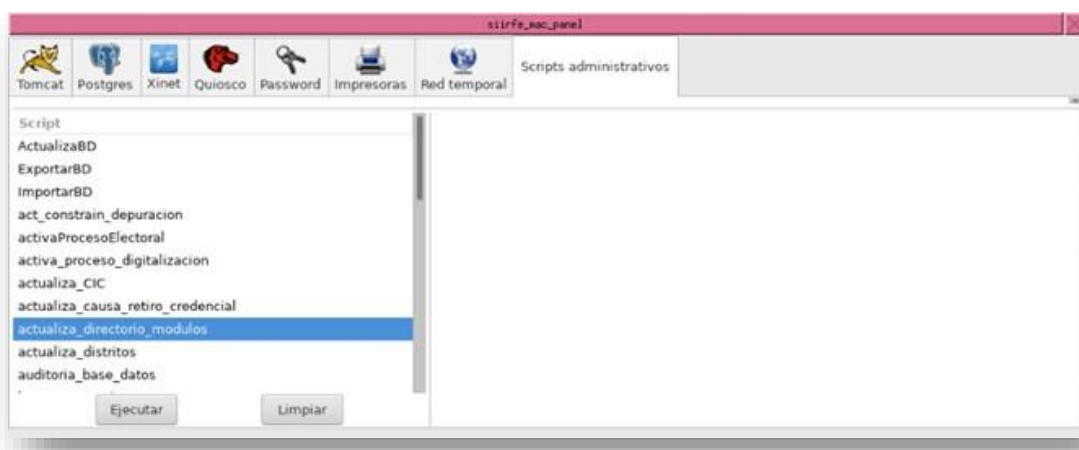 siirfe_mac_panel
Tomcat Postgres Xinet Quiosco Password Impresoras Red temporal Scripts administrativos
Script
ActualizaBD
ExportarBD
ImportarBD
act_constrain_depuracion
activaProcesoElectoral
activa_proceso_digitalizacion
actualiza_CIC
actualiza_causa_retiro_credencial
actualiza_directorio_modulos
actualiza_distritos
auditoria_base_datos
Ejecutar Limpiar